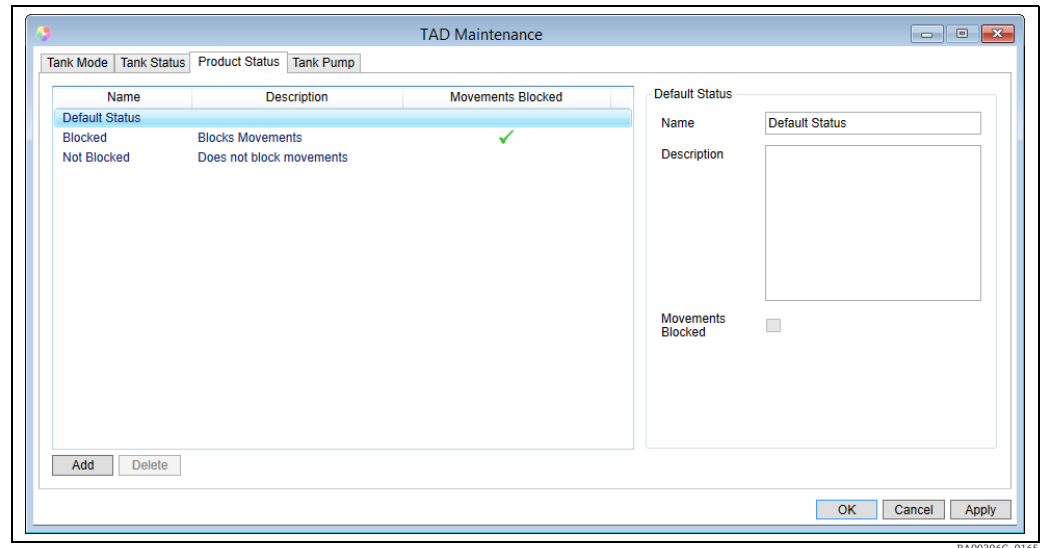 TAD Maintenance
Tank Mode Tank Status Product Status Tank Pump
Name Description Movements Blocked
Default Status
Blocked Blocks Movements
Not Blocked Does not block movements
Default Status
Name Default Status
Description
Movements
Blocked
Add Delete
OK Cancel Apply
BA00396G_0165